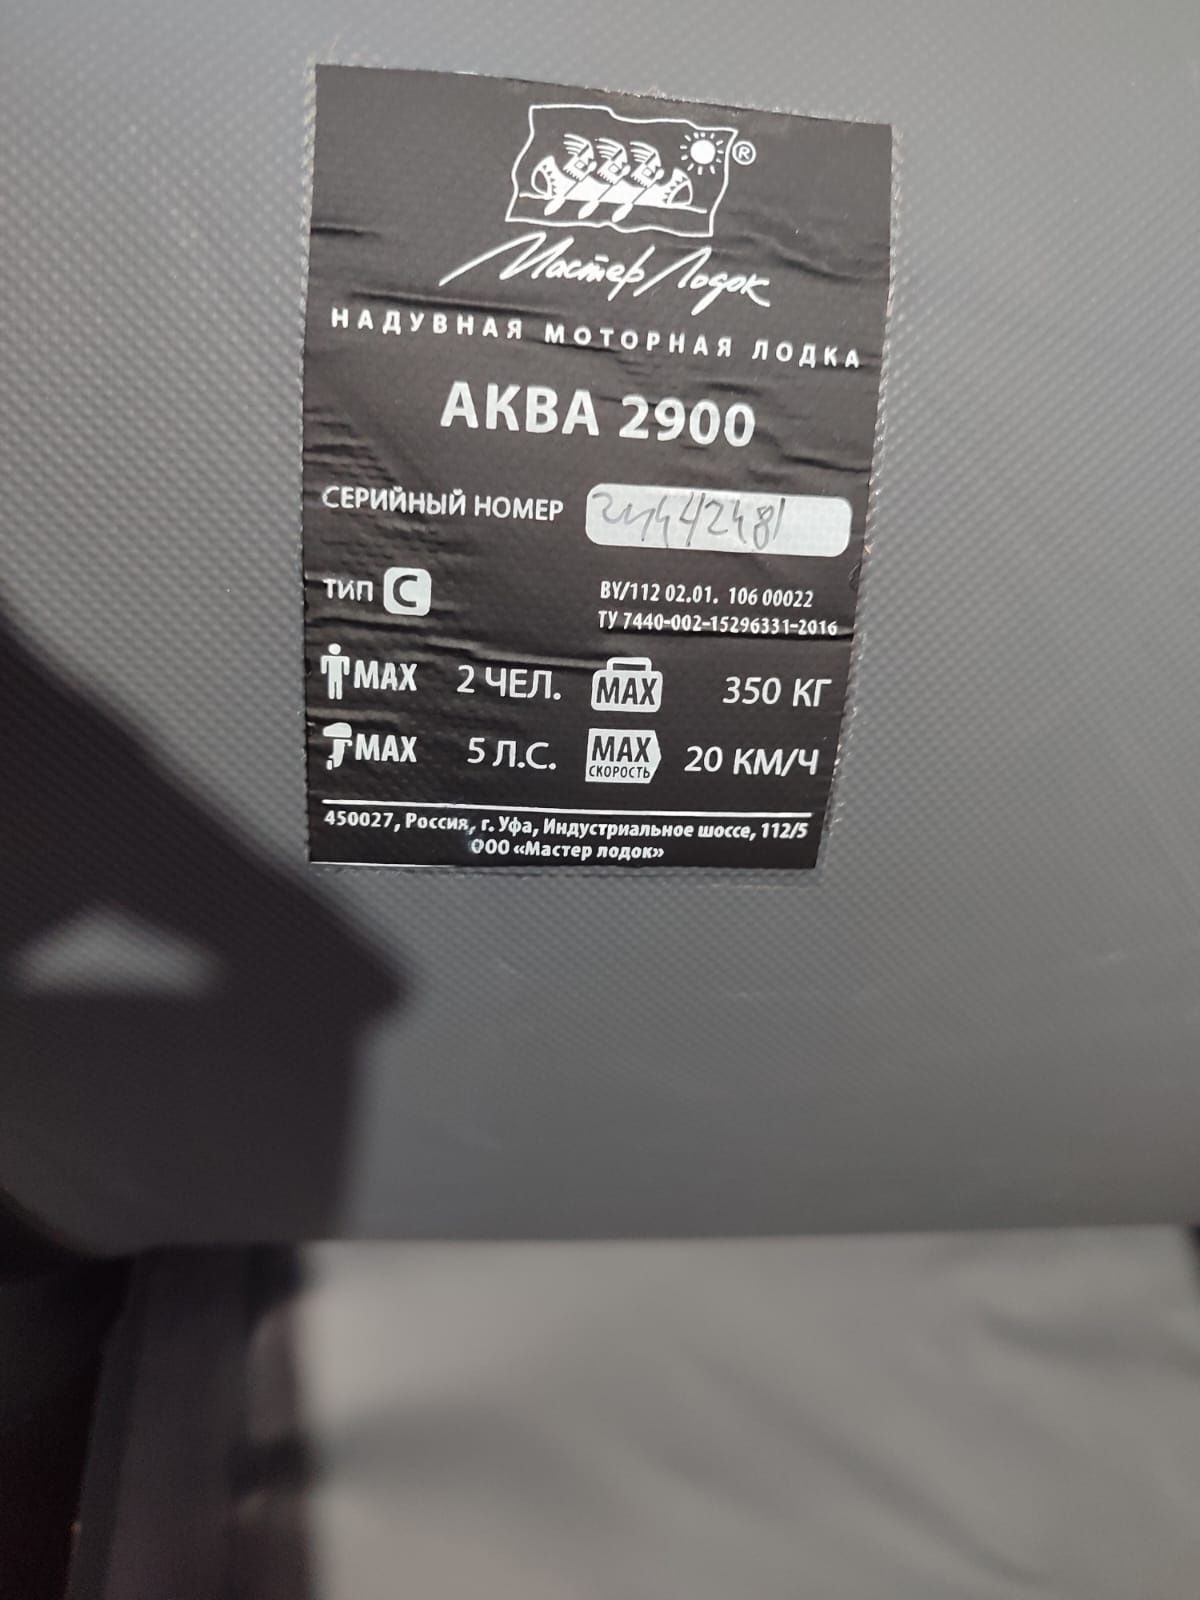 ®
Мастер Лодок
НАДУВНАЯ МОТОРНАЯ ЛОДКА
АКВА 2900
СЕРИЙНЫЙ НОМЕР
ТИП С
BY/112 02.01. 106 00022
ТУ 7440-002-15296331-2016
MAX 2 ЧЕЛ. MAX 350 КГ
MAX 5 Л.С. MAX СКОРОСТЬ 20 КМ/Ч
450027, Россия, г. Уфа, Индустриальное шоссе, 112/5
ООО «Мастер лодок»